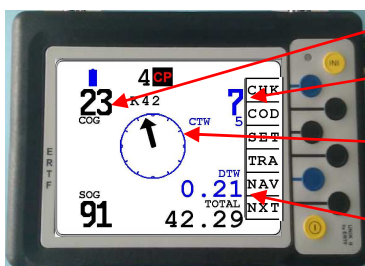 4 CP
23
COG
K42
7
5
CTW
CHK
COD
SET
TRA
NAV
NXT
ERTF
DTW
0.21
SOG
91
TOTAL
42.29